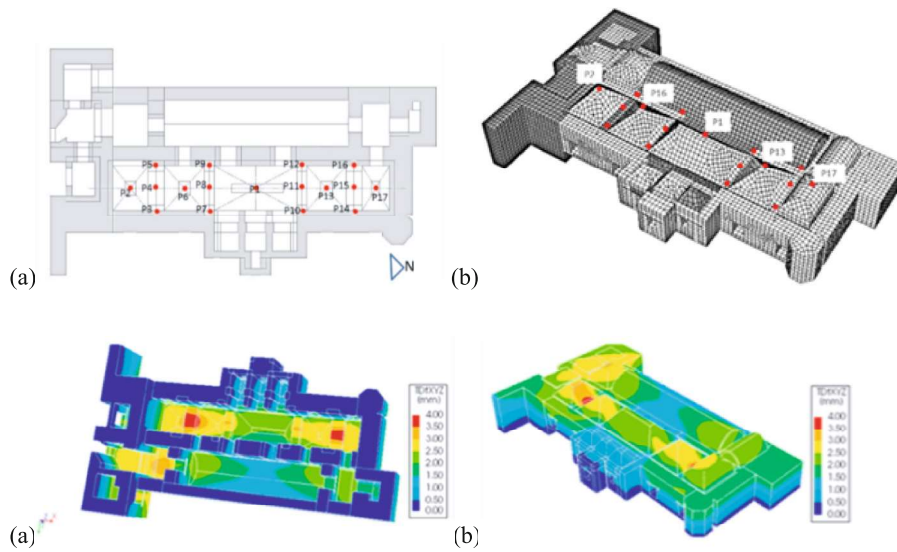 P5 P9 P12 P16
P2 P4 P6 P8 P1 P11 P13 P15 P17
P3 P7 P10 P14
N
(a)
P2
P16
P1
P13
P17
(b)
TDtXYZ
(mm)
4.00
3.50
3.00
2.50
2.00
1.50
1.00
0.50
0.00
(a)
TDtXYZ
(mm)
4.00
3.50
3.00
2.50
2.00
1.50
1.00
0.50
0.00
(b)